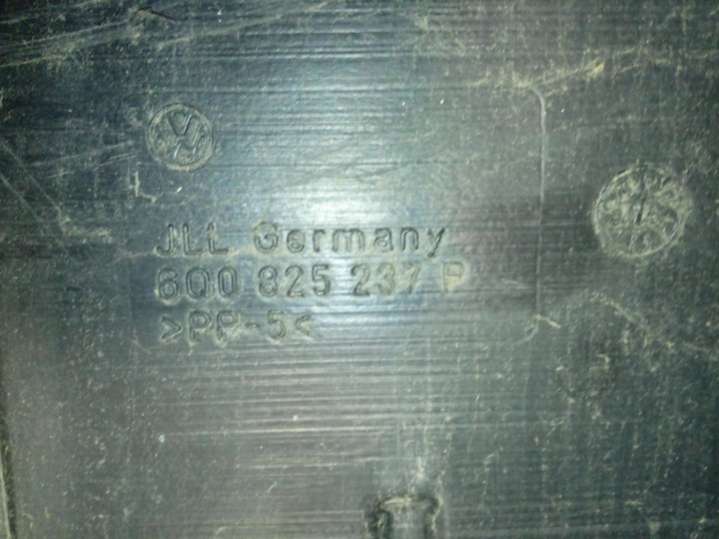 JLL Germany
6Q0 825 237 P
>PP-5<